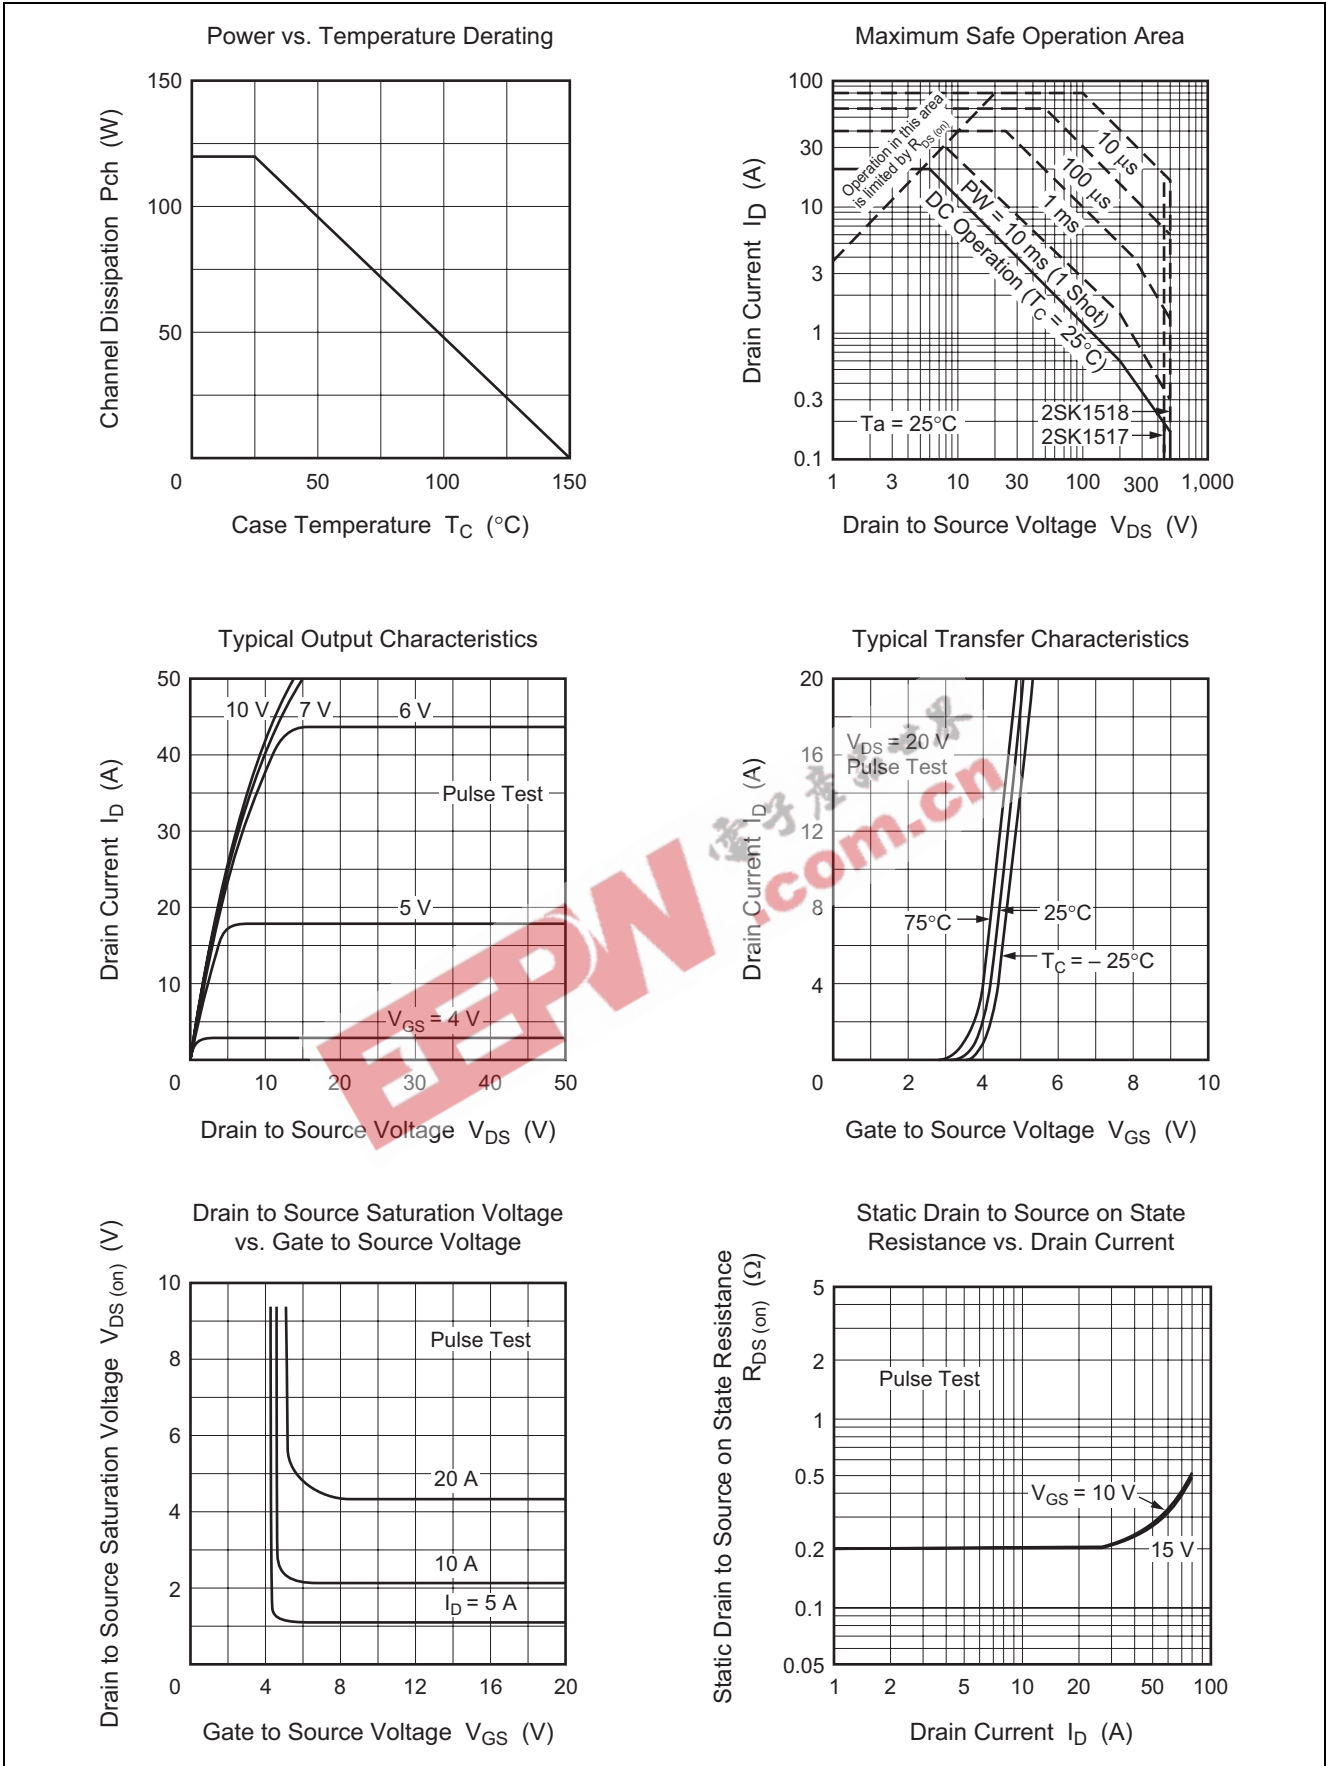 Power vs. Temperature Derating
150
100
50
0
50
100
150
Channel Dissipation Pch (W)
Case Temperature TC (°C)
Maximum Safe Operation Area
100
30
10
3
1
0.3
0.1
1
3
10
30
100
300
1,000
Drain Current ID (A)
Drain to Source Voltage VDS (V)
Operation in this area
is limited by RDS (on)
10 µs
100 µs
1 ms
PW = 10 ms (1 Shot)
DC Operation (TC = 25°C)
Ta = 25°C
2SK1518
2SK1517
Typical Output Characteristics
50
40
30
20
10
0
10
20
30
40
50
Drain Current ID (A)
Drain to Source Voltage VDS (V)
10 V
7 V
6 V
Pulse Test
5 V
VGS = 4 V
Typical Transfer Characteristics
20
16
12
8
4
0
2
4
6
8
10
Drain Current ID (A)
Gate to Source Voltage VGS (V)
VDS = 20 V
Pulse Test
75°C
25°C
TC = – 25°C
EEPW
電子產品世界
.com.cn
Drain to Source Saturation Voltage
vs. Gate to Source Voltage
10
8
6
4
2
0
4
8
12
16
20
Drain to Source Saturation Voltage VDS (on) (V)
Gate to Source Voltage VGS (V)
Pulse Test
20 A
10 A
ID = 5 A
Static Drain to Source on State
Resistance vs. Drain Current
5
2
1
0.5
0.2
0.1
0.05
1
2
5
10
20
50
100
Static Drain to Source on State Resistance
RDS (on) (Ω)
Drain Current ID (A)
Pulse Test
VGS = 10 V
15 V